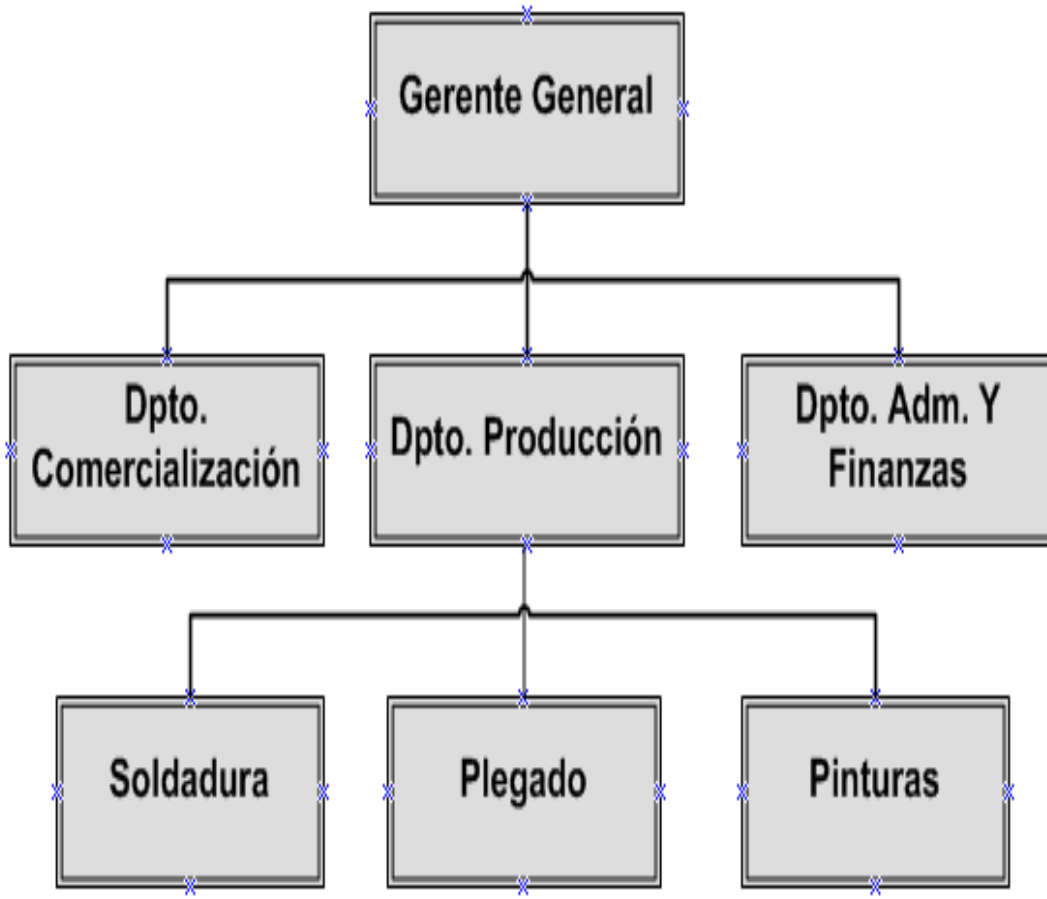 Gerente General
Dpto.
Comercialización
Dpto. Producción
Dpto. Adm. Y
Finanzas
Soldadura
Plegado
Pinturas